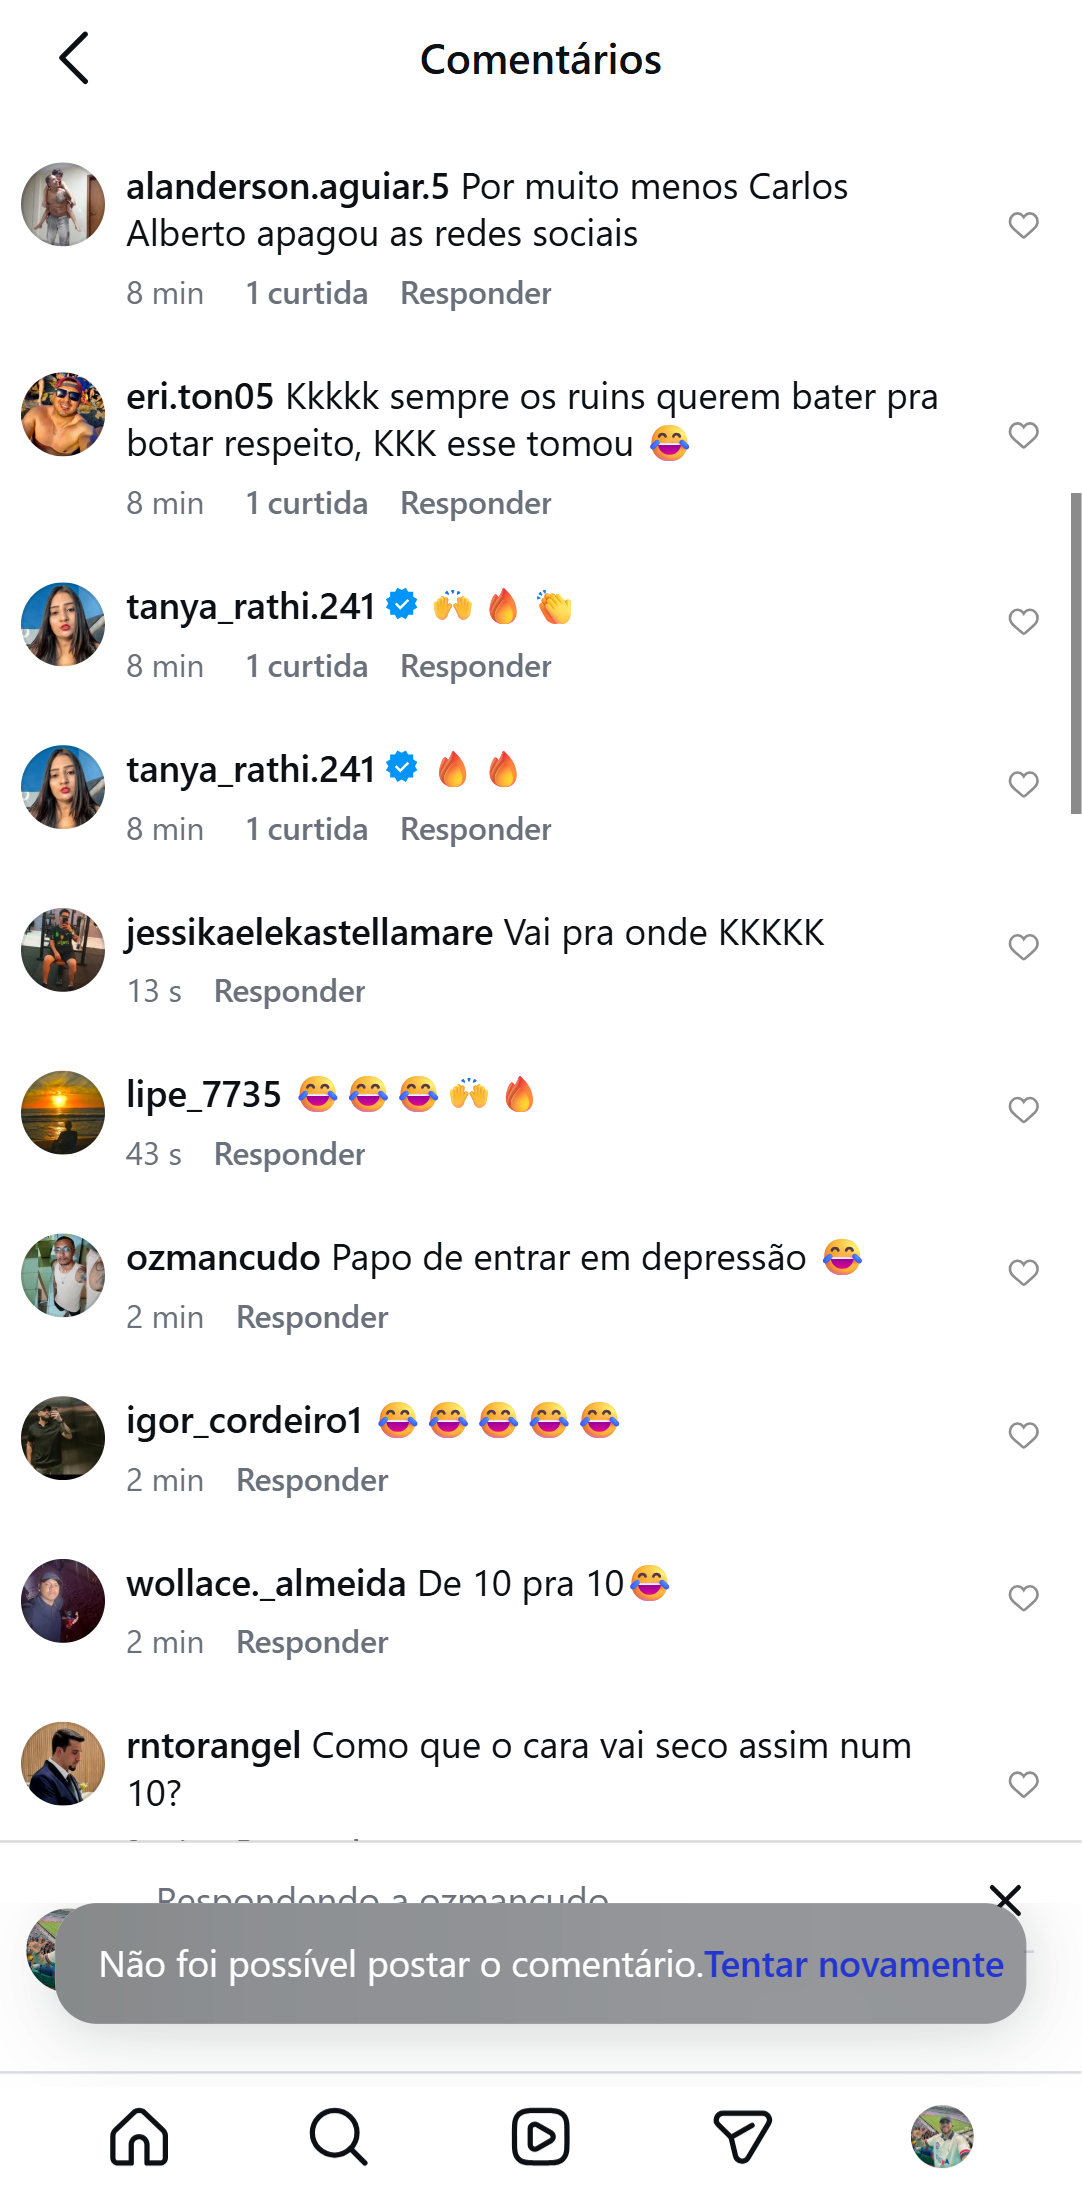 Comentários
alanderson.aguiar.5 Por muito menos Carlos
Alberto apagou as redes sociais
8 min 1 curtida Responder
eri.ton05 Kkkkk sempre os ruins querem bater pra
botar respeito, KKK esse tomou 😂
8 min 1 curtida Responder
tanya_rathi.241 🙌 🔥 👏
8 min 1 curtida Responder
tanya_rathi.241 🔥 🔥
8 min 1 curtida Responder
jessikaelekastellamare Vai pra onde KKKKK
13 s Responder
lipe_7735 😂😂😂🙌🔥
43 s Responder
ozmancudo Papo de entrar em depressão 😂
2 min Responder
igor_cordeiro1 😂😂😂😂😂
2 min Responder
wollace._almeida De 10 pra 10😂
2 min Responder
rntorangel Como que o cara vai seco assim num
10?
Respondendo a ozmancudo
Não foi possível postar o comentário.Tentar novamente